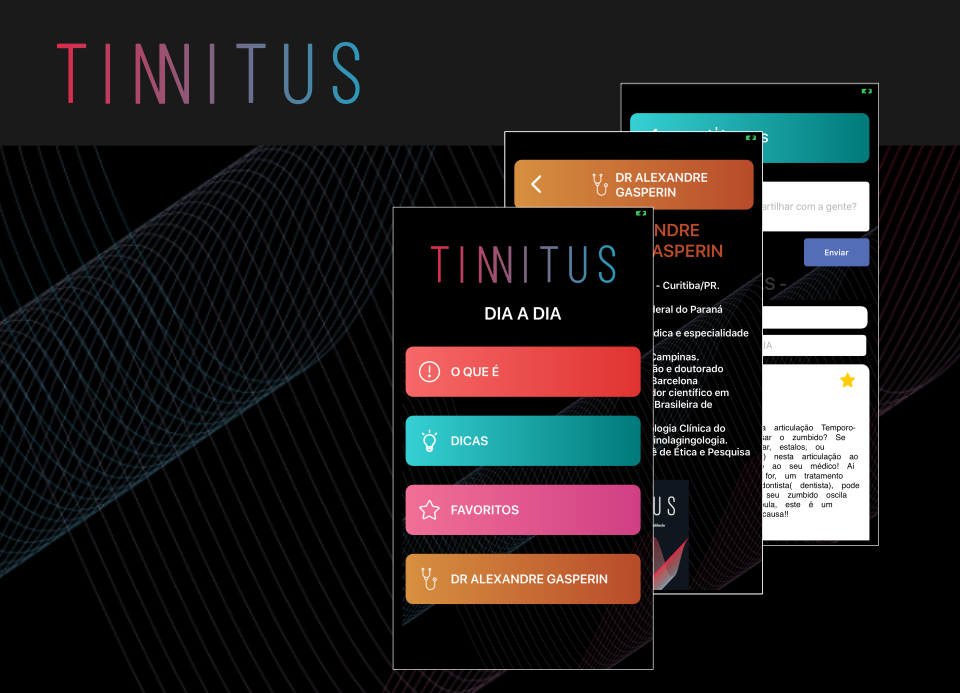 TINNITUS
TINNITUS
DIA A DIA
O QUE É
DICAS
FAVORITOS
DR ALEXANDRE GASPERIN
DR ALEXANDRE
GASPERIN
NDRE
ASPERIN
- Curitiba/PR.
deral do Paraná
dica e especialidade
Campinas.
ão e doutorado
Barcelona
dor científico em
Brasileira de
ologia Clínica do
inolagingologia.
ê de Ética e Pesquisa
U S
S
artilhar com a gente?
Enviar
S -
IA
a articulação Temporo-
sar o zumbido? Se
ar, estalos, ou
) nesta articulação ao
ao seu médico! Aí
for, um tratamento
dontista( dentista), pode
seu zumbido oscila
ula, este é um
causa!!